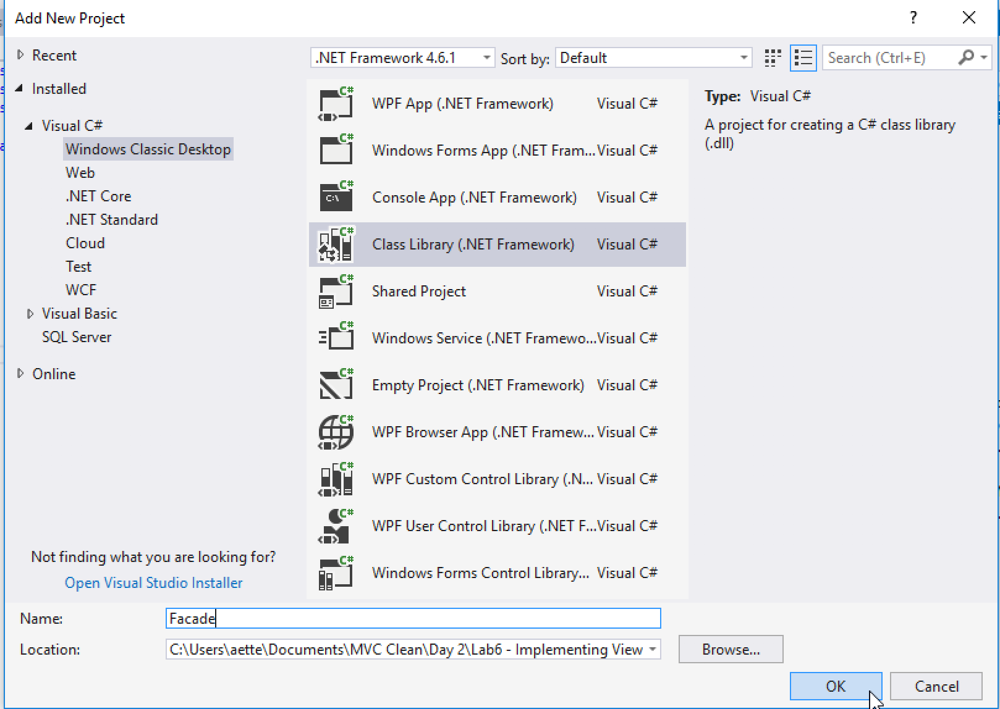 Add New Project
?
Recent
.NET Framework 4.6.1
Sort by:
Default
Search (Ctrl+E)
Installed
Visual C#
Windows Classic Desktop
Web
.NET Core
.NET Standard
Cloud
Test
WCF
Visual Basic
SQL Server
Online
Not finding what you are looking for?
Open Visual Studio Installer
C# WPF App (.NET Framework) Visual C#
C# Windows Forms App (.NET Fram... Visual C#
C# C:\ Console App (.NET Framework) Visual C#
C# Class Library (.NET Framework) Visual C#
C# Shared Project Visual C#
C# Windows Service (.NET Framewo... Visual C#
C# Empty Project (.NET Framework) Visual C#
C# WPF Browser App (.NET Framew... Visual C#
C# WPF Custom Control Library (.N... Visual C#
C# WPF User Control Library (.NET F... Visual C#
C# Windows Forms Control Library... Visual C#
Type: Visual C#
A project for creating a C# class library
(.dll)
Name:
Facade
Location:
C:\Users\aette\Documents\MVC Clean\Day 2\Lab6 - Implementing View
Browse...
OK
Cancel